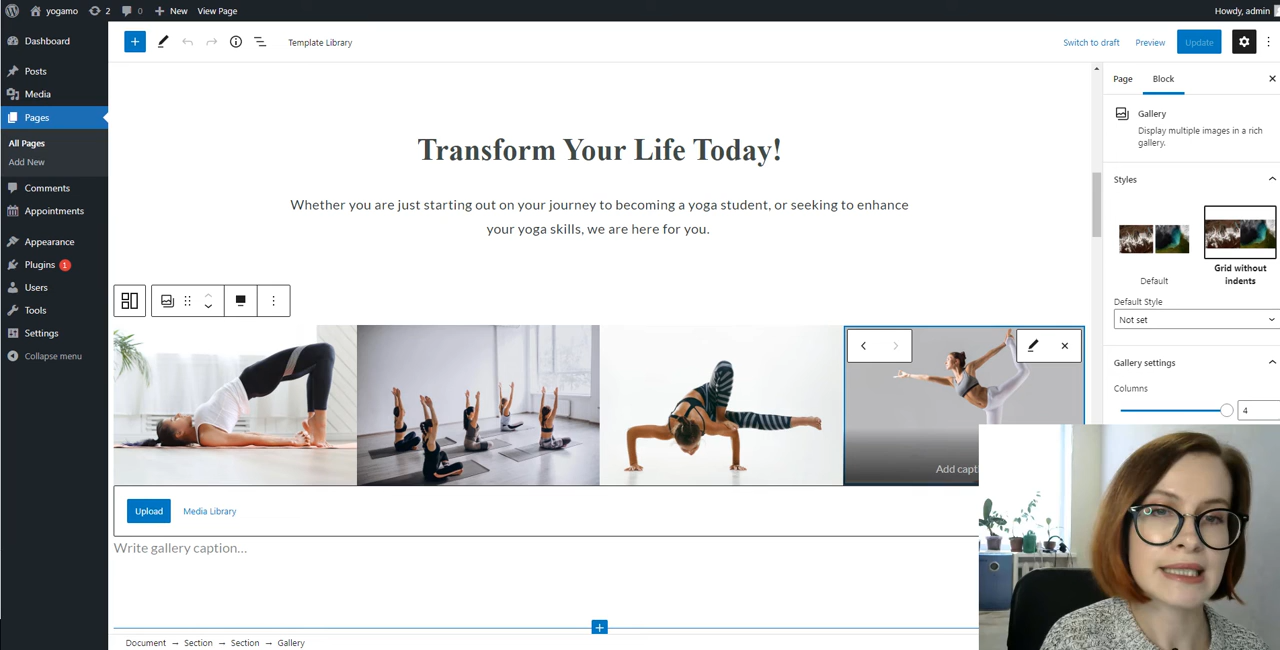 yogamo 2 New View Page Howdy, admin
Dashboard
Posts
Media
Pages
All Pages
Add New
Comments
Appointments
Appearance
Plugins 1
Users
Tools
Settings
Collapse menu
Template Library Switch to draft Preview Update
Transform Your Life Today!
Whether you are just starting out on your journey to becoming a yoga student, or seeking to enhance
your yoga skills, we are here for you.
Add capt
Upload Media Library
Write gallery caption...
Document → Section → Section → Gallery
Page Block
Gallery
Display multiple images in a rich
gallery.
Styles
Default
Grid without
indents
Default Style
Not set
Gallery settings
Columns
4